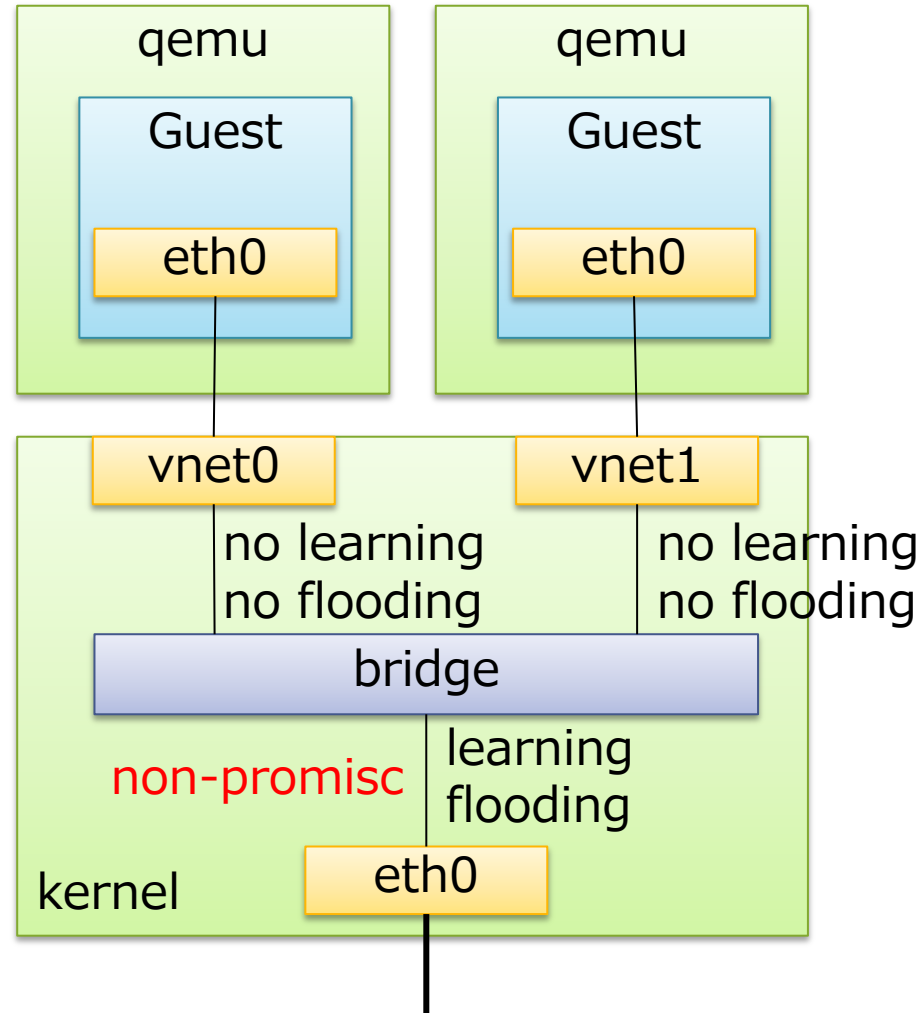 qemu
qemu
Guest
Guest
eth0
eth0
vnet0
vnet1
no learning
no flooding
no learning
no flooding
bridge
non-promisc
learning
flooding
eth0
kernel